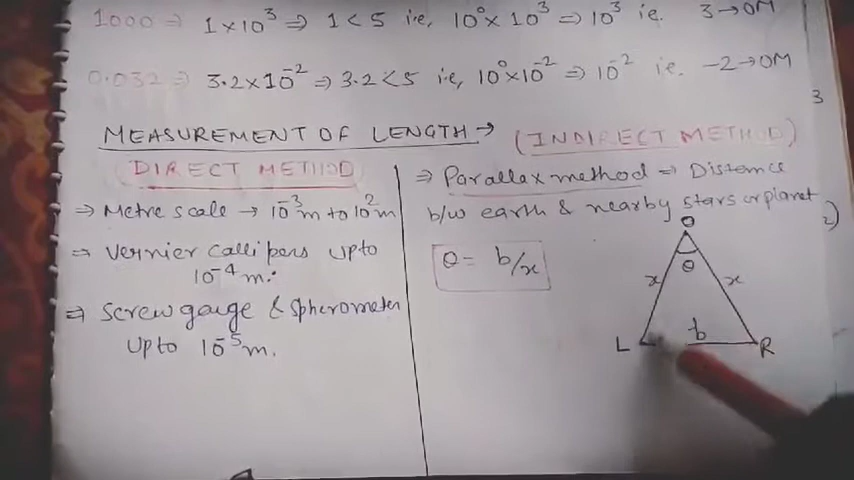 1000 ⇒ 1×10³ ⇒ 1<5 i.e, 10⁰×10³ ⇒ 10³ ie. 3→OM
0.032 ⇒ 3.2×10⁻² ⇒ 3.2<5 i.e, 10⁰×10⁻² ⇒ 10⁻² ie. -2→OM
3
MEASUREMENT OF LENGTH→ (INDIRECT METHOD)
(DIRECT METHOD)
⇒ Metre scale → 10⁻³m to 10²m
⇒ Vernier callipers upto
10⁻⁴m.
⇒ Screw gauge & Spherometer
upto 10⁻⁵m.
⇒ Parallax method ⇒ Distance
b/w earth & nearby stars or planet
2)
θ = b/x
O
θ
x x
b
L R